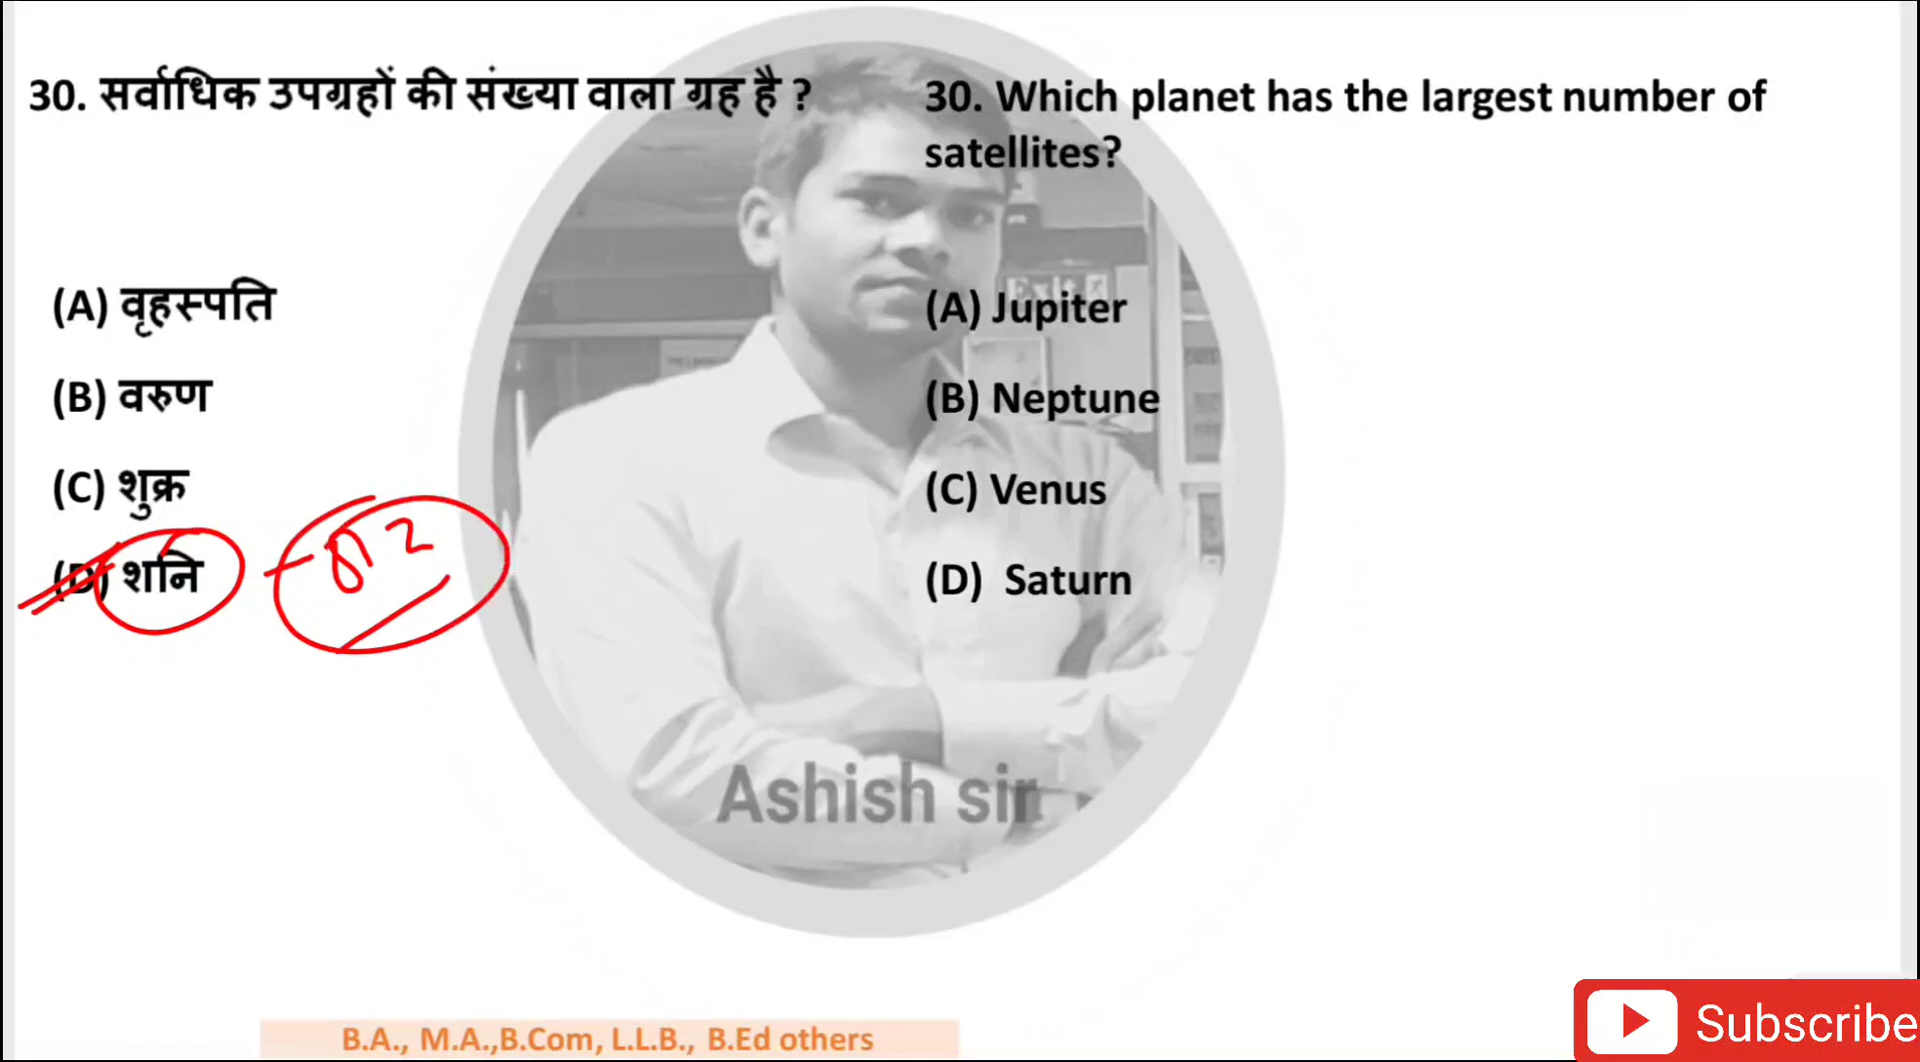 30. सर्वाधिक उपग्रहों की संख्या वाला ग्रह है ?
(A) वृहस्पति
(B) वरुण
(C) शुक्र
(D) शनि
30. Which planet has the largest number of
satellites?
(A) Jupiter
(B) Neptune
(C) Venus
(D) Saturn
Ashish sir
B.A., M.A.,B.Com, L.L.B., B.Ed others
Subscribe